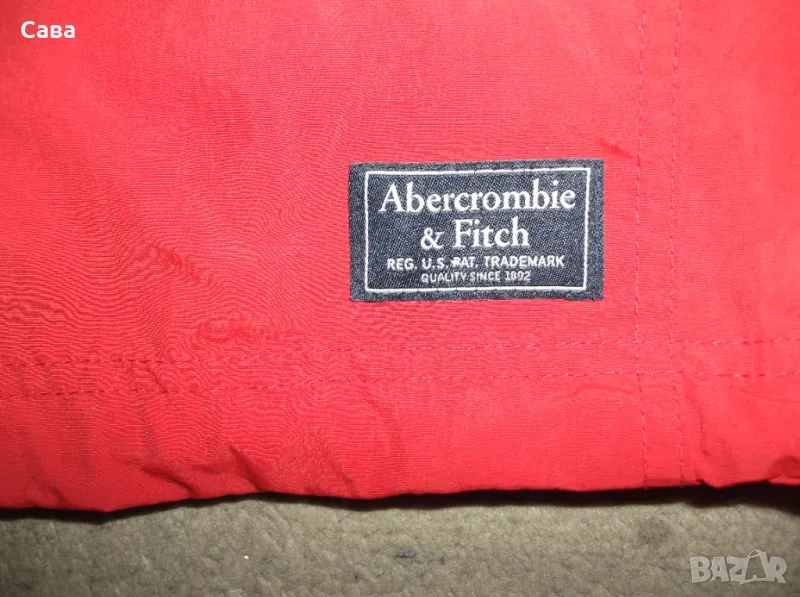 Сава
Abercrombie
& Fitch
REG. U.S. PAT. TRADEMARK
QUALITY SINCE 1892
BAZAR